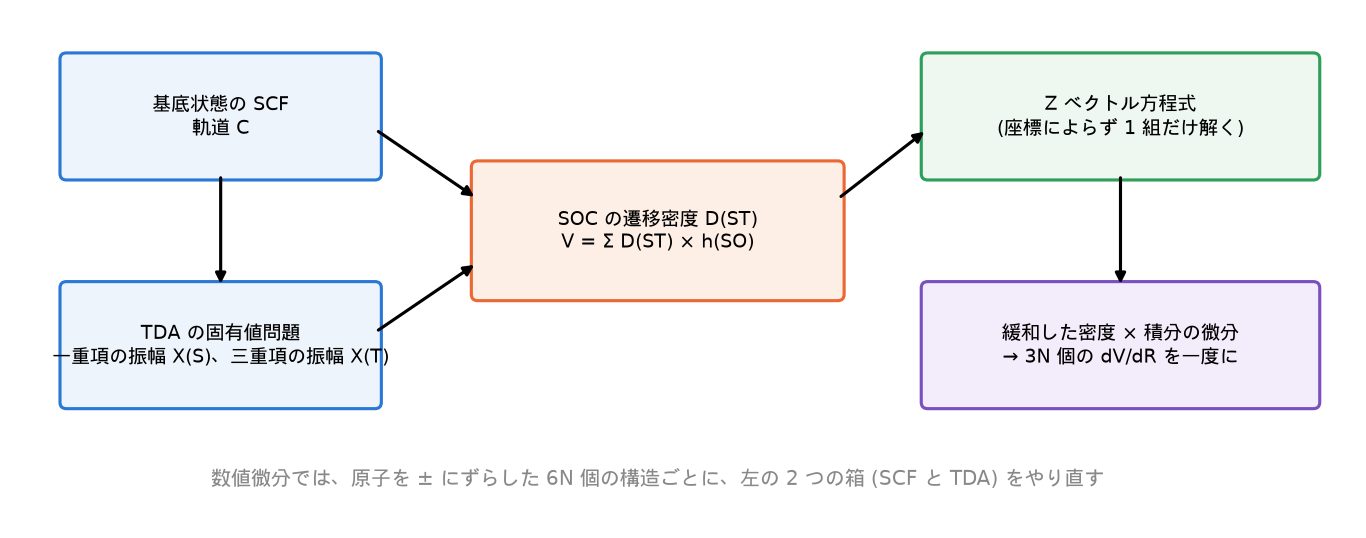 基底状態の SCF
軌道 C
TDA の固有値問題
一重項の振幅 X(S)、三重項の振幅 X(T)
SOC の遷移密度 D(ST)
V = Σ D(ST) × h(SO)
Z ベクトル方程式
(座標によらず 1 組だけ解く)
緩和した密度 × 積分の微分
→ 3N 個の dV/dR を一度に
数値微分では、原子を ± にずらした 6N 個の構造ごとに、左の 2 つの箱 (SCF と TDA) をやり直す